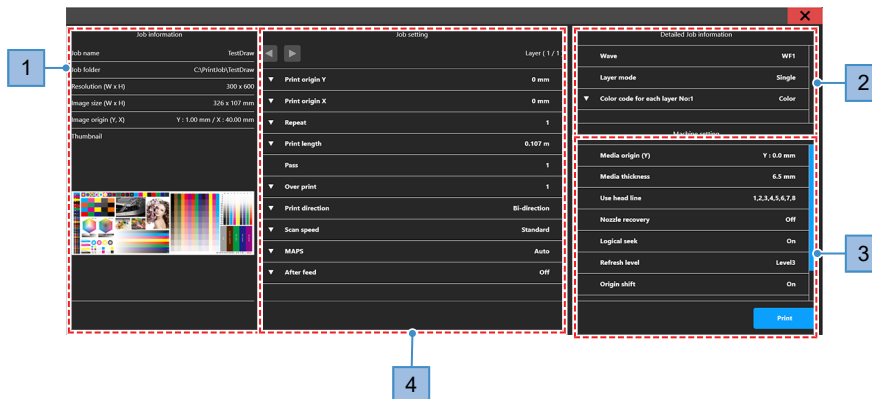 Job information
Job name TestDraw
Job folder C:\PrintJob\TestDraw
Resolution (W x H) 300 x 600
Image size (W x H) 326 x 107 mm
Image origin (Y, X) Y : 1.00 mm / X : 40.00 mm
Thumbnail
1
Job setting
Layer ( 1 / 1
Print origin Y 0 mm
Print origin X 0 mm
Repeat 1
Print length 0.107 m
Pass 1
Over print 1
Print direction Bi-direction
Scan speed Standard
MAPS Auto
After feed Off
4
Detailed Job information
Wave WF1
Layer mode Single
Color code for each layer No:1 Color
2
Machine setting
Media origin (Y) Y : 0.0 mm
Media thickness 6.5 mm
Use head line 1,2,3,4,5,6,7,8
Nozzle recovery Off
Logical seek On
Refresh level Level3
Origin shift On
Print
3